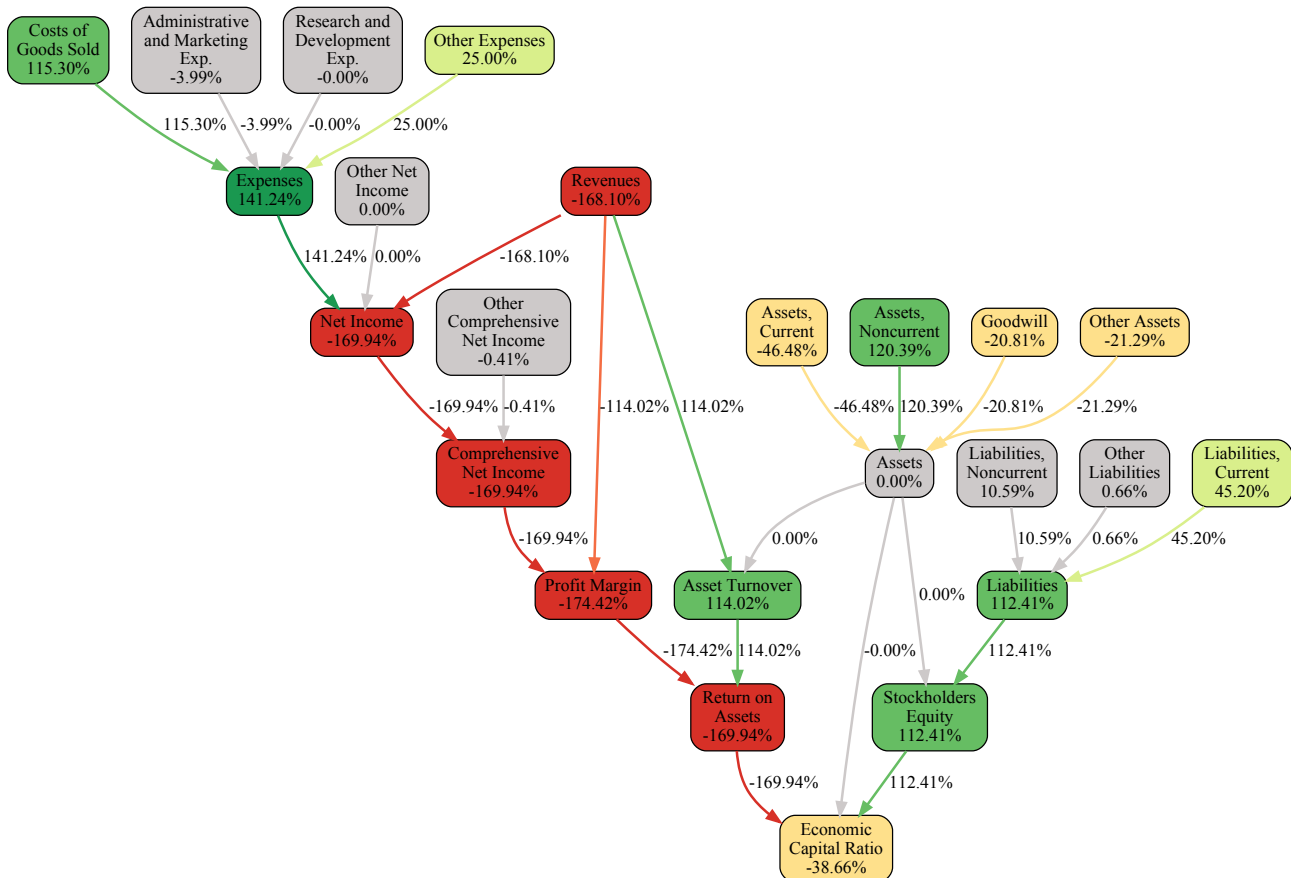 Costs of
Goods Sold
115.30%
Administrative
and Marketing
Exp.
-3.99%
Research and
Development
Exp.
-0.00%
Other Expenses
25.00%
115.30%
-3.99%
-0.00%
25.00%
Expenses
141.24%
Other Net
Income
0.00%
Revenues
-168.10%
141.24%
0.00%
-168.10%
Net Income
-169.94%
Other
Comprehensive
Net Income
-0.41%
Assets,
Current
-46.48%
Assets,
Noncurrent
120.39%
Goodwill
-20.81%
Other Assets
-21.29%
-169.94%
-0.41%
-114.02%
114.02%
-46.48%
120.39%
-20.81%
-21.29%
Comprehensive
Net Income
-169.94%
Assets
0.00%
Liabilities,
Noncurrent
10.59%
Other
Liabilities
0.66%
Liabilities,
Current
45.20%
-169.94%
0.00%
10.59%
0.66%
45.20%
Profit Margin
-174.42%
Asset Turnover
114.02%
0.00%
Liabilities
112.41%
-174.42%
114.02%
-0.00%
112.41%
Return on
Assets
-169.94%
Stockholders
Equity
112.41%
-169.94%
112.41%
Economic
Capital Ratio
-38.66%